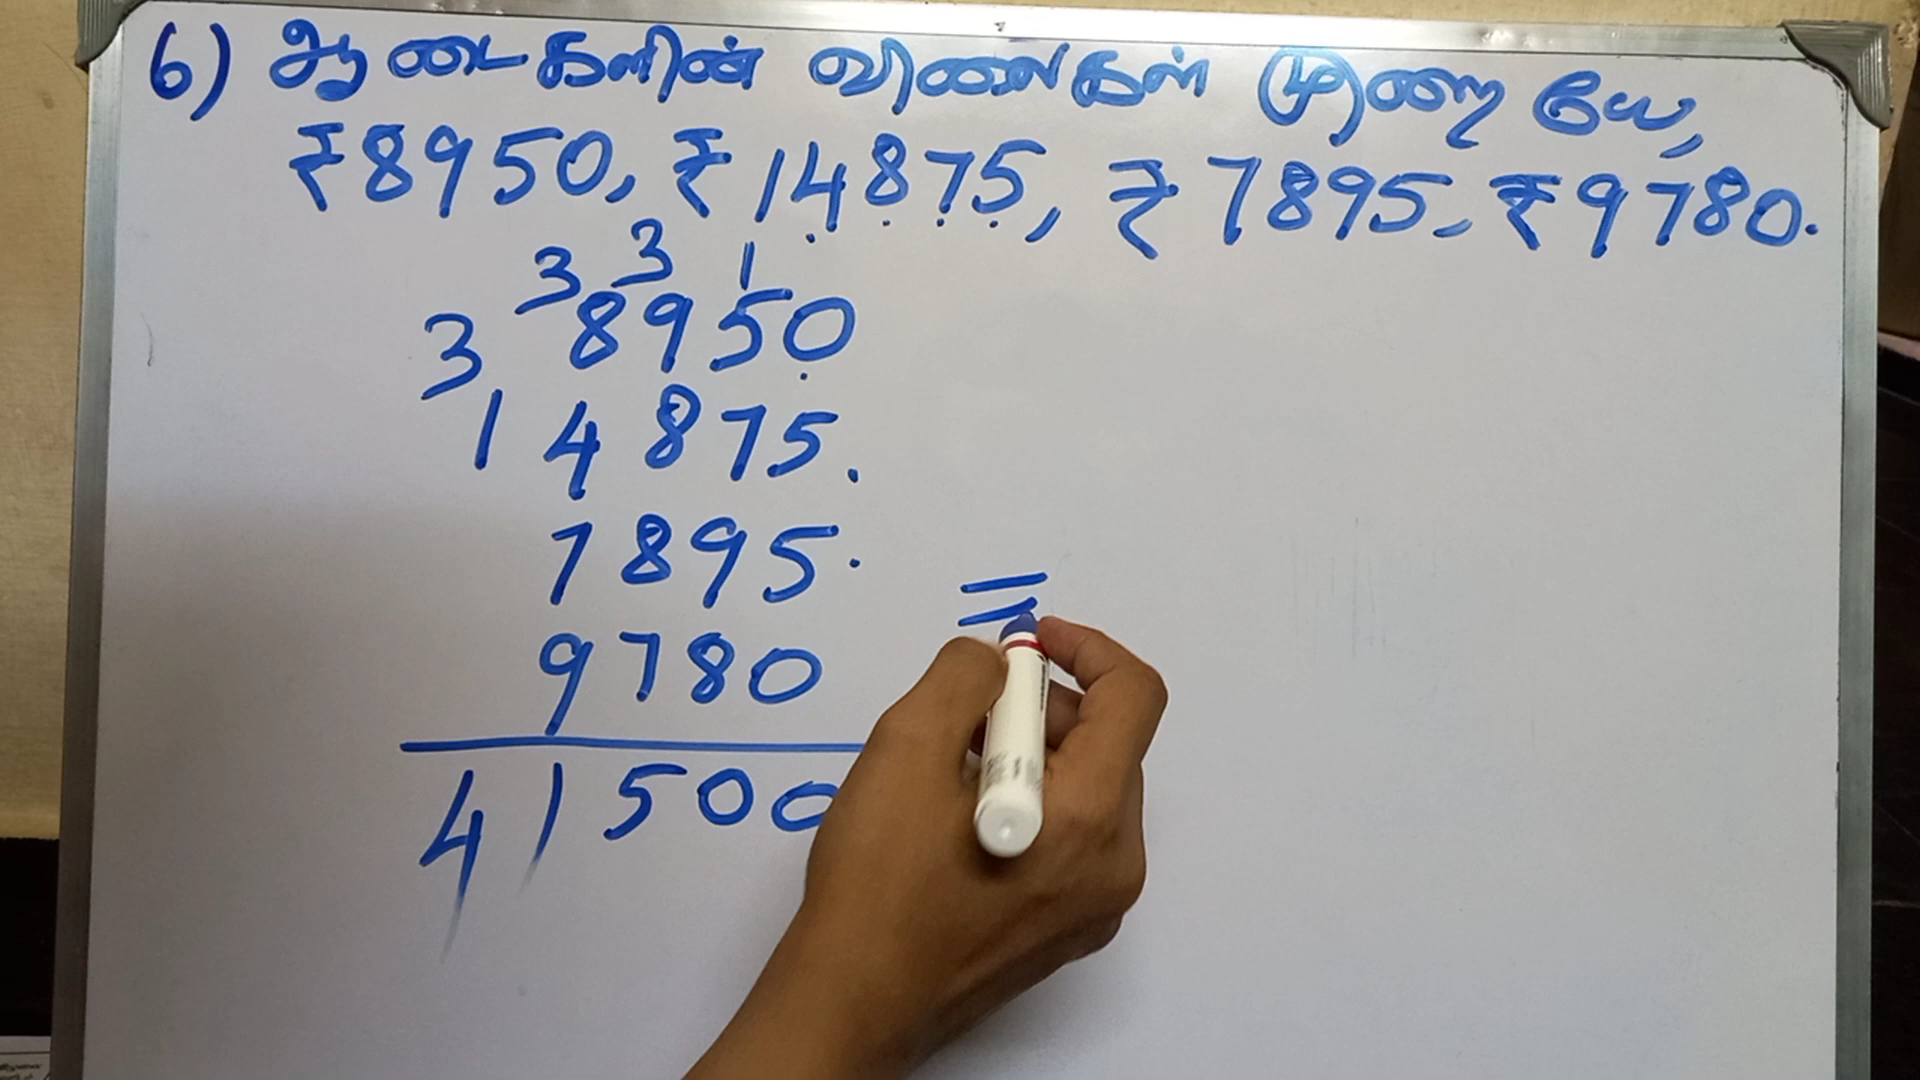 6) ஆடைகளின் விலைகள் முறையே,
₹8950, ₹14875, ₹7895, ₹9780.
3 3 1
8950
3
14875.
7895.
9780
41500
=